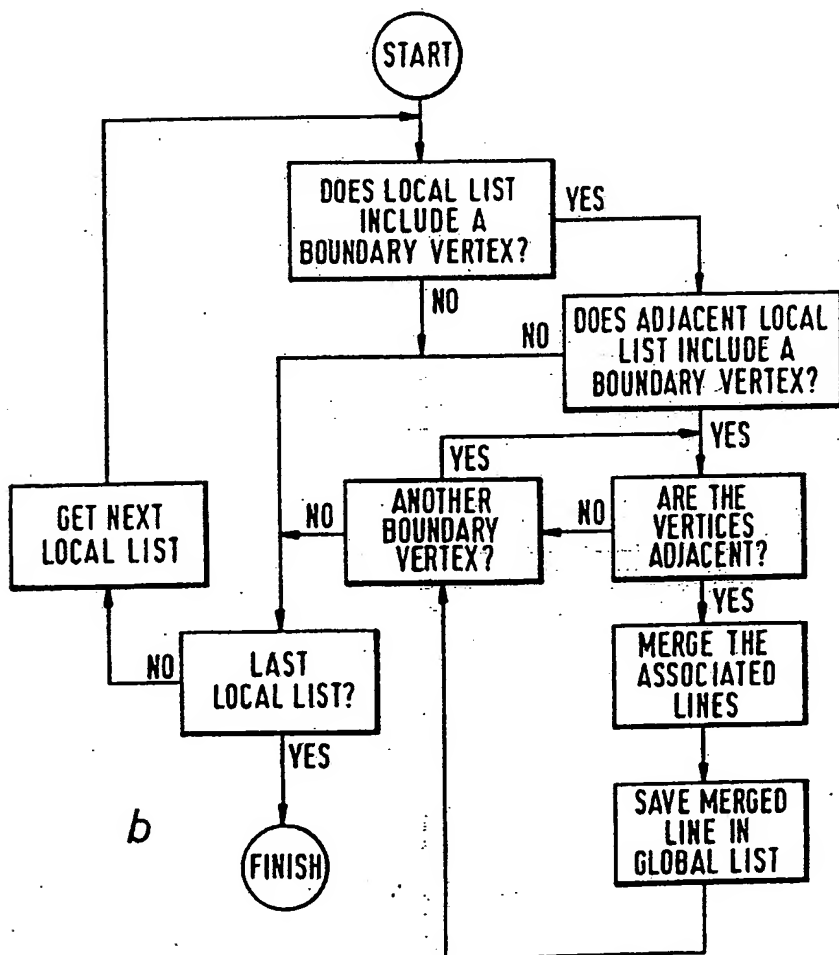 START
DOES LOCAL LIST
INCLUDE A
BOUNDARY VERTEX?
YES
NO
DOES ADJACENT LOCAL
LIST INCLUDE A
BOUNDARY VERTEX?
NO
YES
YES
GET NEXT
LOCAL LIST
NO
ANOTHER
BOUNDARY
VERTEX?
NO
ARE THE
VERTICES
ADJACENT?
YES
NO
LAST
LOCAL LIST?
MERGE THE
ASSOCIATED
LINES
YES
SAVE MERGED
LINE IN
GLOBAL LIST
b
FINISH